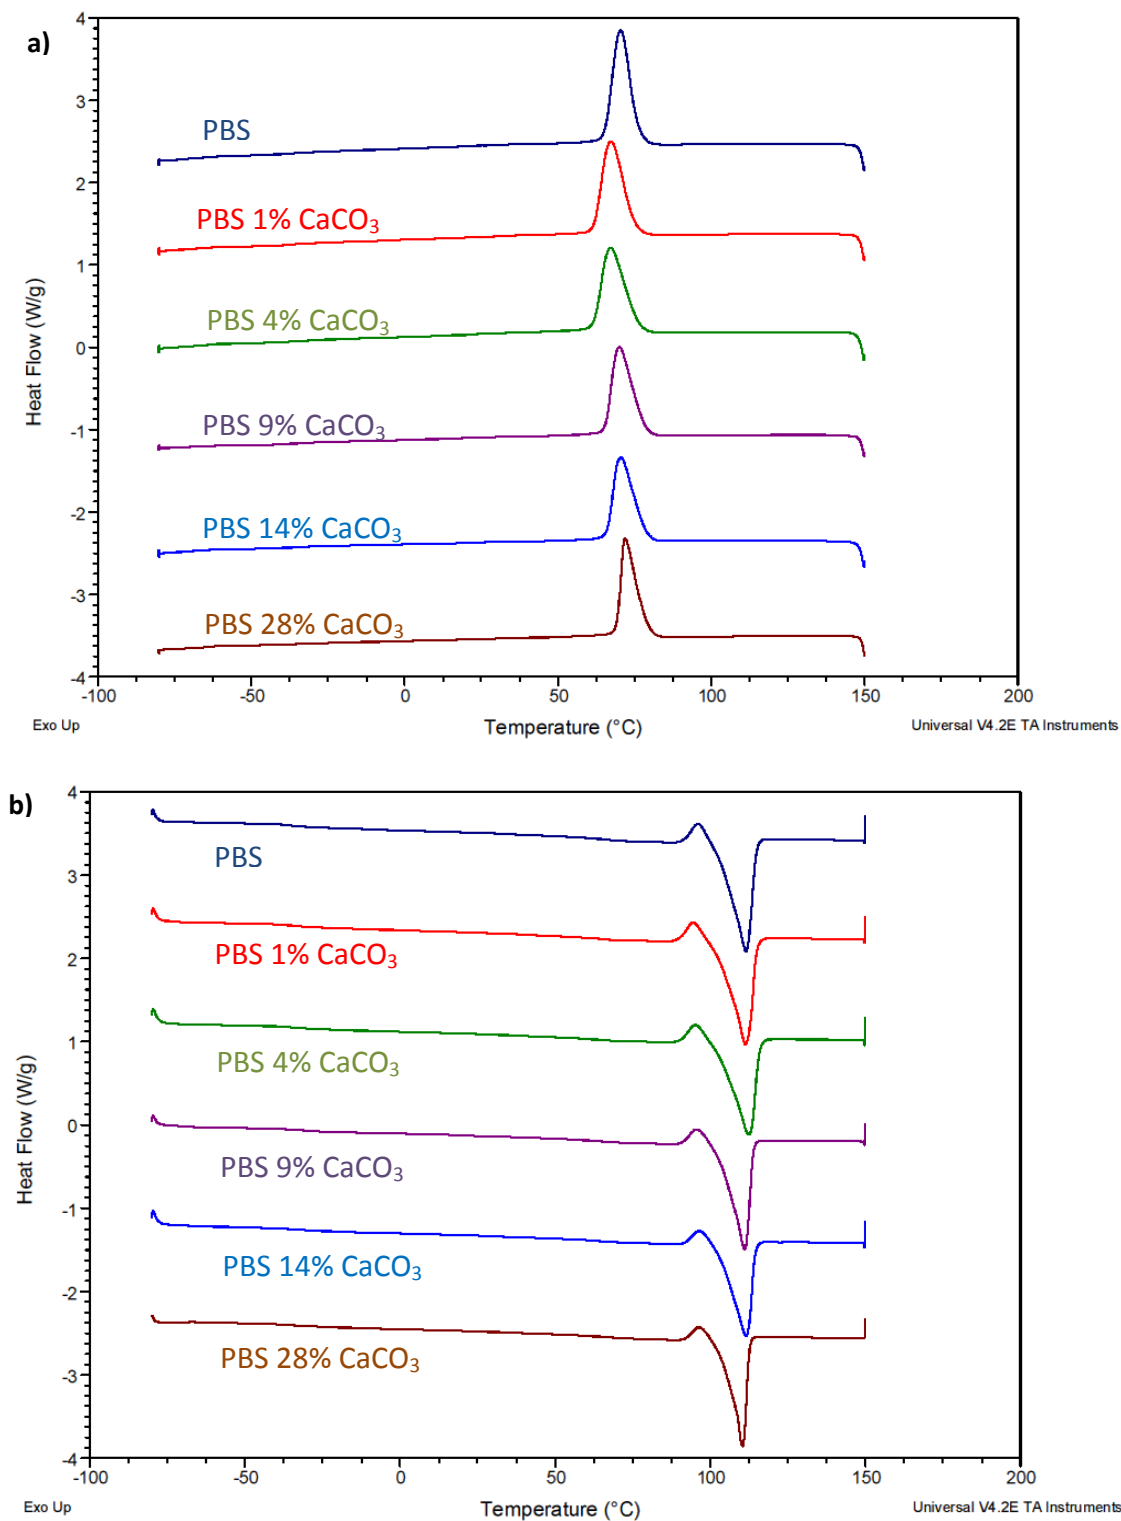 a)
4
3
2
1
0
-1
-2
-3
-4
Heat Flow (W/g)
PBS
PBS 1% CaCO₃
PBS 4% CaCO₃
PBS 9% CaCO₃
PBS 14% CaCO₃
PBS 28% CaCO₃
-100 -50 0 50 100 150 200
Exo Up Temperature (°C) Universal V4.2E TA Instruments
b)
4
3
2
1
0
-1
-2
-3
-4
Heat Flow (W/g)
PBS
PBS 1% CaCO₃
PBS 4% CaCO₃
PBS 9% CaCO₃
PBS 14% CaCO₃
PBS 28% CaCO₃
-100 -50 0 50 100 150 200
Exo Up Temperature (°C) Universal V4.2E TA Instruments